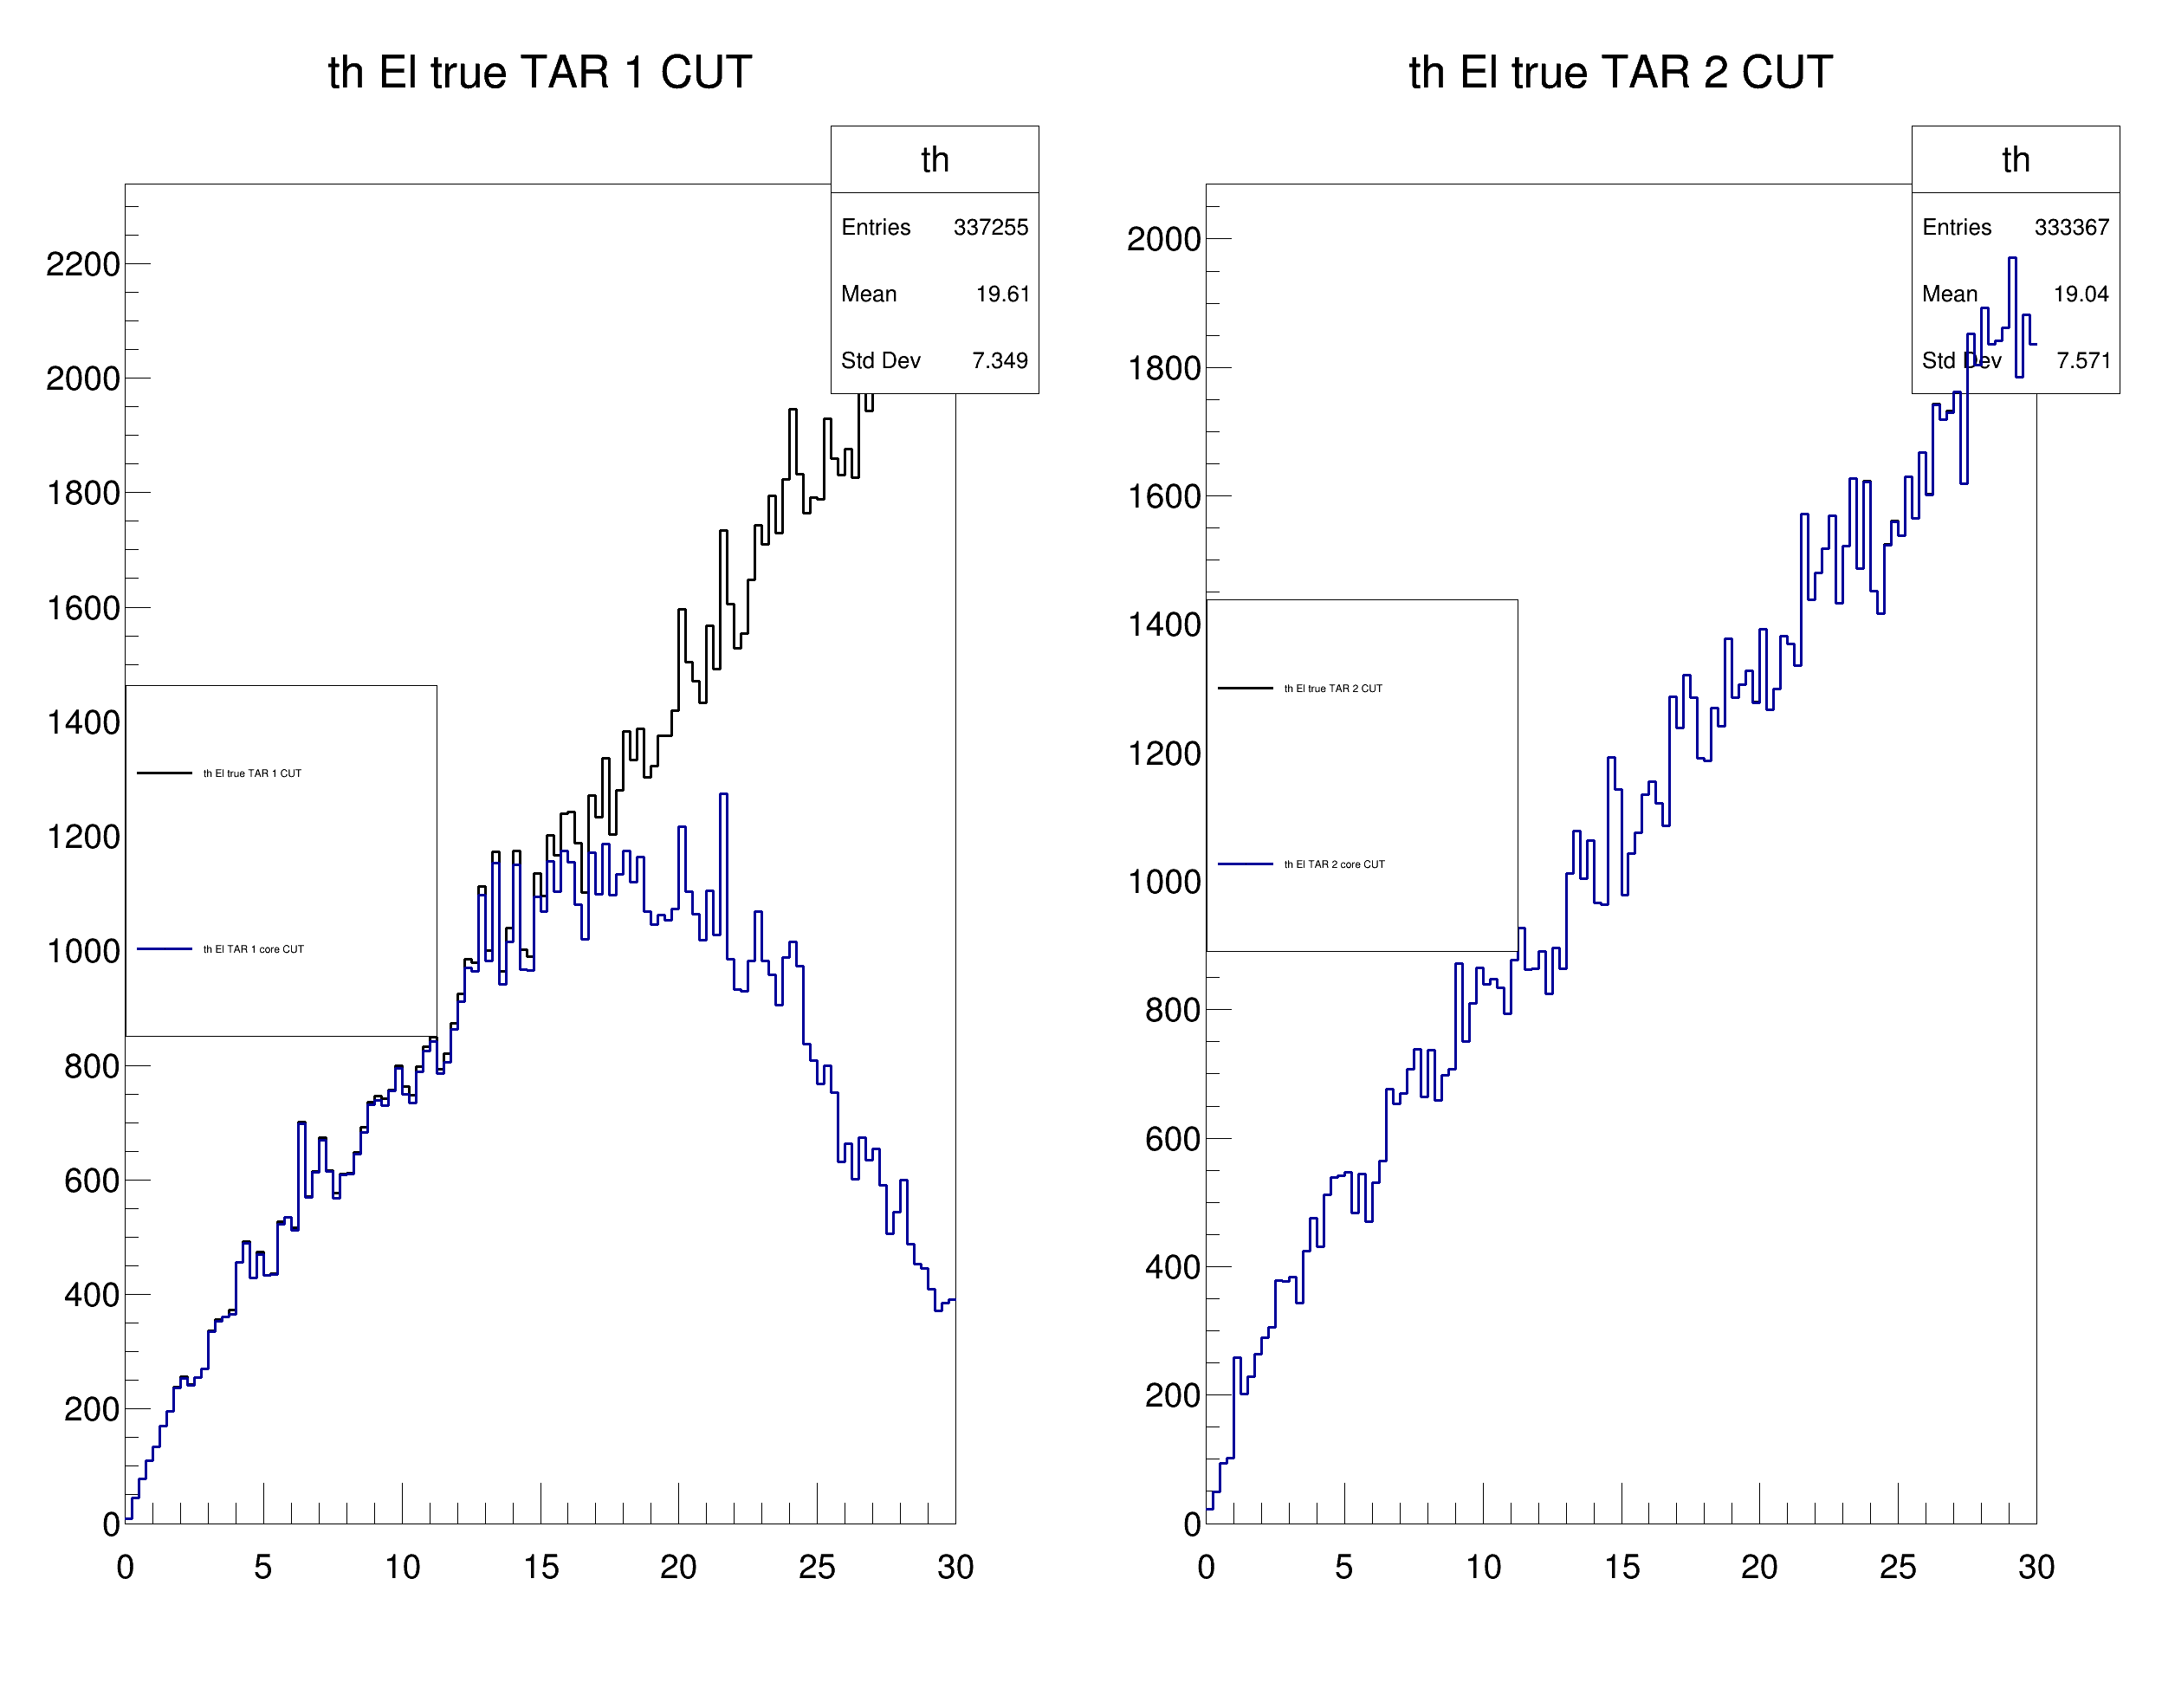 th El true TAR 1 CUT
th
Entries 337255
Mean 19.61
Std Dev 7.349
2200
2000
1800
1600
1400
1200
1000
800
600
400
200
0
th El true TAR 1 CUT
th El TAR 1 core CUT
0 5 10 15 20 25 30
th El true TAR 2 CUT
th
Entries 333367
Mean 19.04
Std Dev 7.571
2000
1800
1600
1400
1200
1000
800
600
400
200
0
th El true TAR 2 CUT
th El TAR 2 core CUT
0 5 10 15 20 25 30